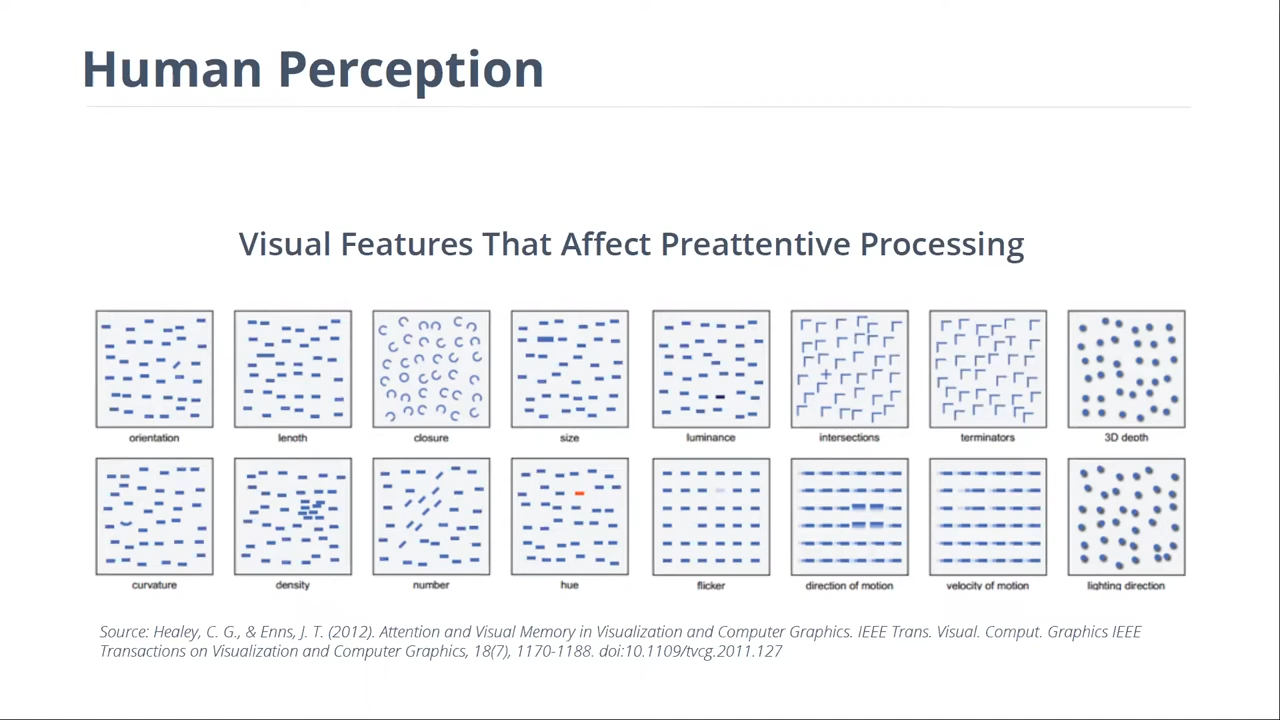 Human Perception
Visual Features That Affect Preattentive Processing
orientation lenoth closure size luminance intersections terminators 3D depth
curvature density number hue flicker direction of motion velocity of motion lighting direction
Source: Healey, C. G., & Enns, J. T. (2012). Attention and Visual Memory in Visualization and Computer Graphics. IEEE Trans. Visual. Comput. Graphics IEEE
Transactions on Visualization and Computer Graphics, 18(7), 1170-1188. doi:10.1109/tvcg.2011.127